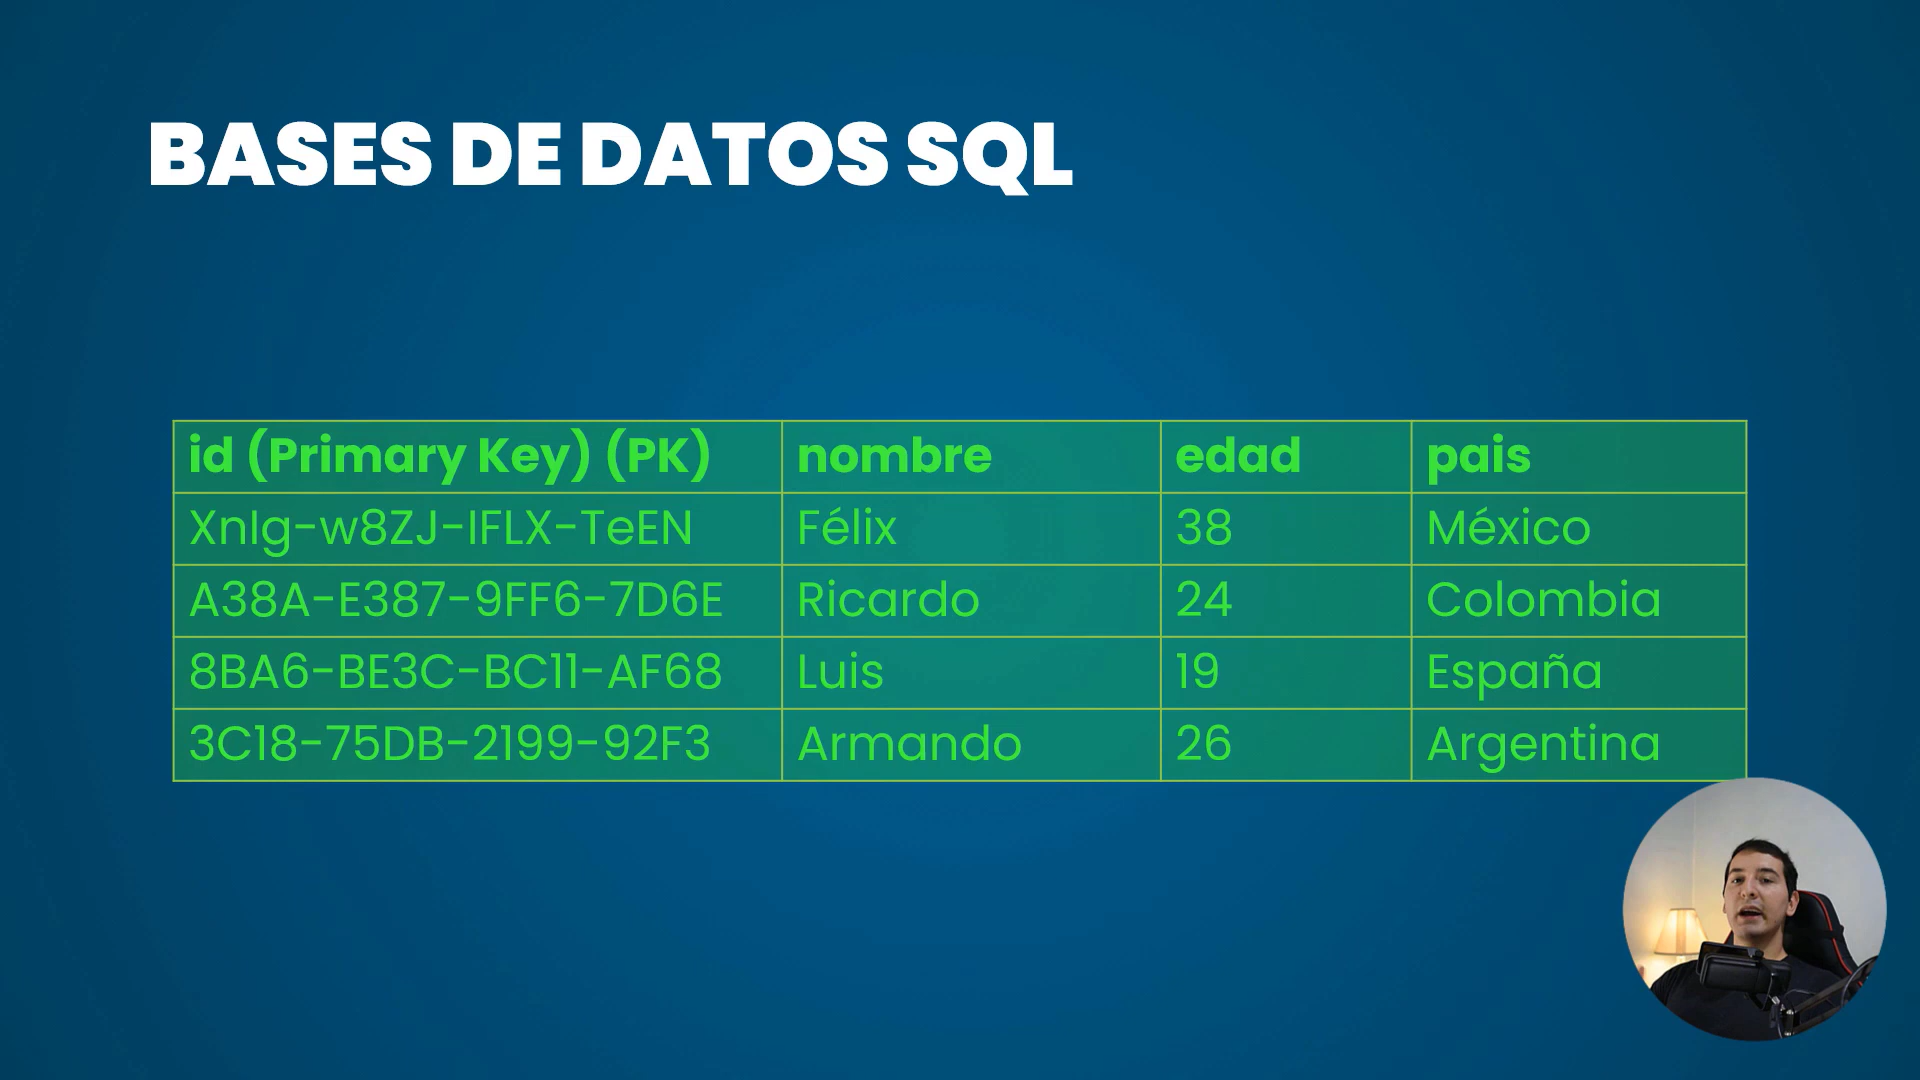 BASES DE DATOS SQL
id (Primary Key) (PK) nombre edad pais
XnIg-w8ZJ-IFLX-TeEN Félix 38 México
A38A-E387-9FF6-7D6E Ricardo 24 Colombia
8BA6-BE3C-BC11-AF68 Luis 19 España
3C18-75DB-2199-92F3 Armando 26 Argentina